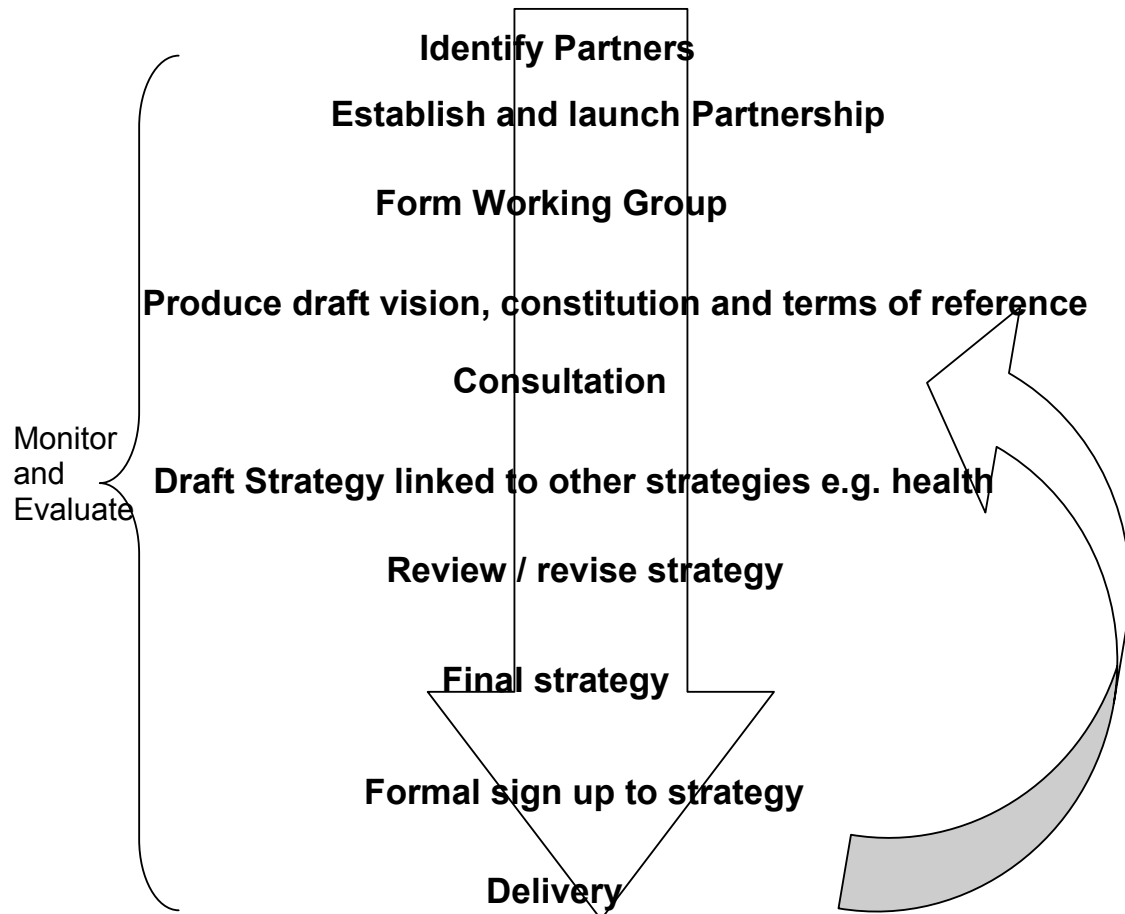 Identify Partners
Establish and launch Partnership
Form Working Group
Produce draft vision, constitution and terms of reference
Consultation
Monitor
and
Evaluate
Draft Strategy linked to other strategies e.g. health
Review / revise strategy
Final strategy
Formal sign up to strategy
Delivery